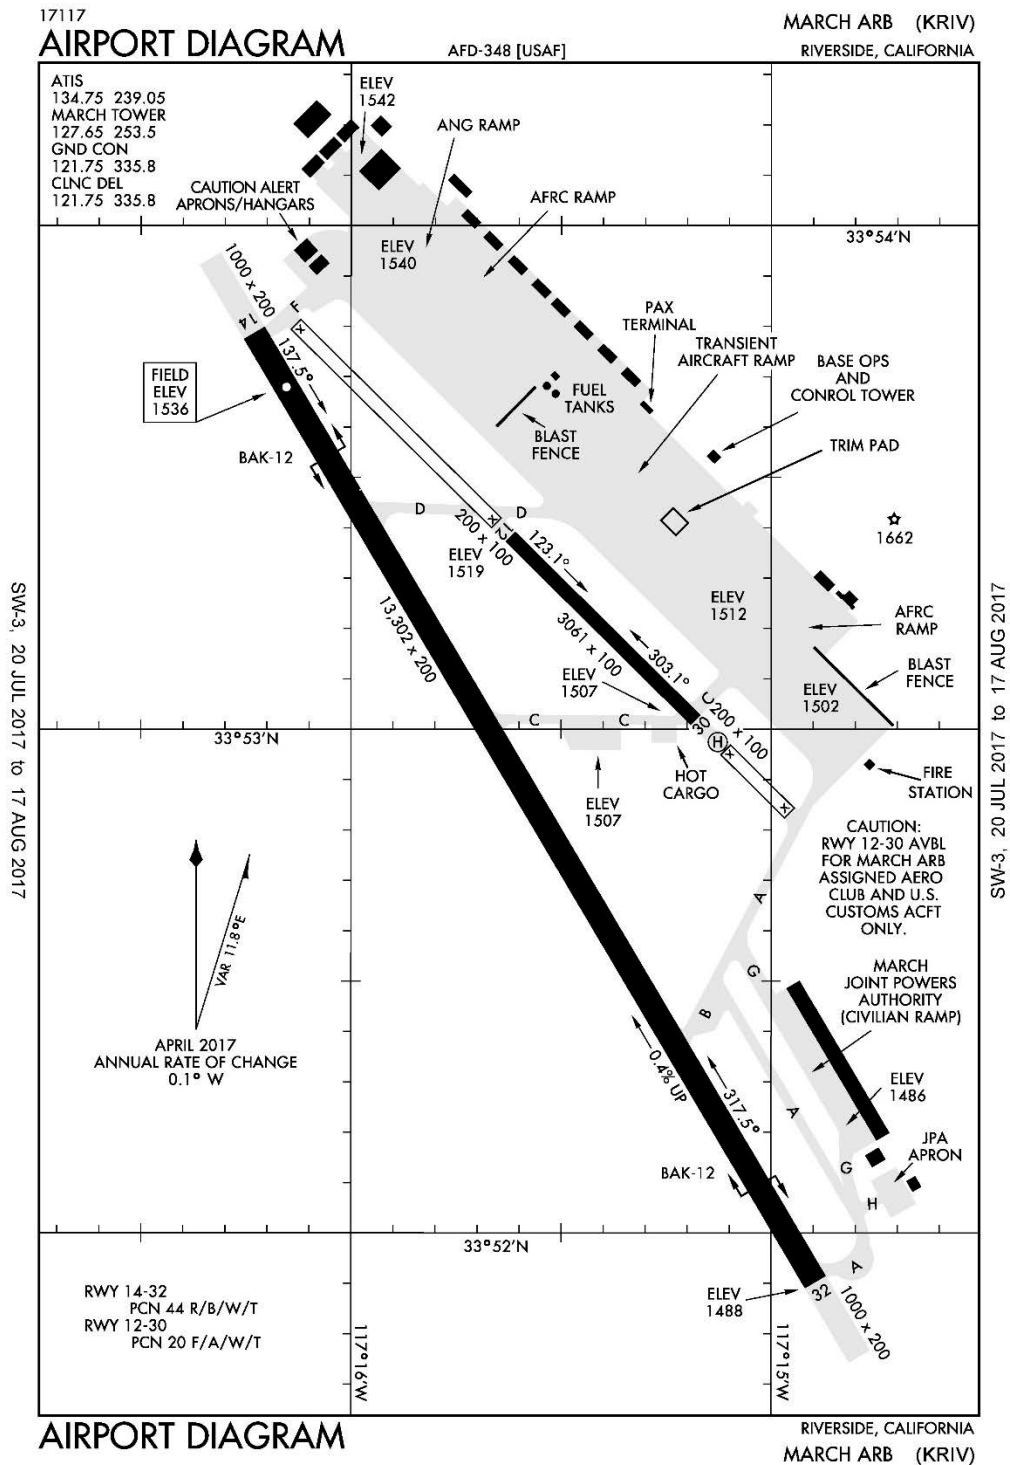 17117
AIRPORT DIAGRAM
AFD-348 [USAF]
MARCH ARB (KRIV)
RIVERSIDE, CALIFORNIA
ATIS
134.75 239.05
MARCH TOWER
127.65 253.5
GND CON
121.75 335.8
CLNC DEL
121.75 335.8
ELEV
1542
ANG RAMP
CAUTION ALERT
APRONS/HANGARS
AFRC RAMP
33°54'N
ELEV
1540
1000 x 200
F
14
137.5°
PAX
TERMINAL
TRANSIENT
AIRCRAFT RAMP
BASE OPS
AND
CONROL TOWER
FIELD
ELEV
1536
FUEL
TANKS
BLAST
FENCE
TRIM PAD
BAK-12
D
D
200 x 100
12
123.1°
ELEV
1519
1662
13,302 x 200
3061 x 100
303.1°
ELEV
1512
AFRC
RAMP
BLAST
FENCE
ELEV
1507
ELEV
1502
C
C
C
30
200 x 100
H
33°53'N
HOT
CARGO
ELEV
1507
FIRE
STATION
CAUTION:
RWY 12-30 AVBL
FOR MARCH ARB
ASSIGNED AERO
CLUB AND U.S.
CUSTOMS ACFT
ONLY.
VAR 11.8°E
A
G
B
MARCH
JOINT POWERS
AUTHORITY
(CIVILIAN RAMP)
APRIL 2017
ANNUAL RATE OF CHANGE
0.1° W
0.4% UP
317.5°
A
ELEV
1486
JPA
APRON
BAK-12
G
H
33°52'N
A
32
1000 x 200
ELEV
1488
RWY 14-32
PCN 44 R/B/W/T
RWY 12-30
PCN 20 F/A/W/T
117°16'W
117°15'W
SW-3, 20 JUL 2017 to 17 AUG 2017
SW-3, 20 JUL 2017 to 17 AUG 2017
AIRPORT DIAGRAM
RIVERSIDE, CALIFORNIA
MARCH ARB (KRIV)